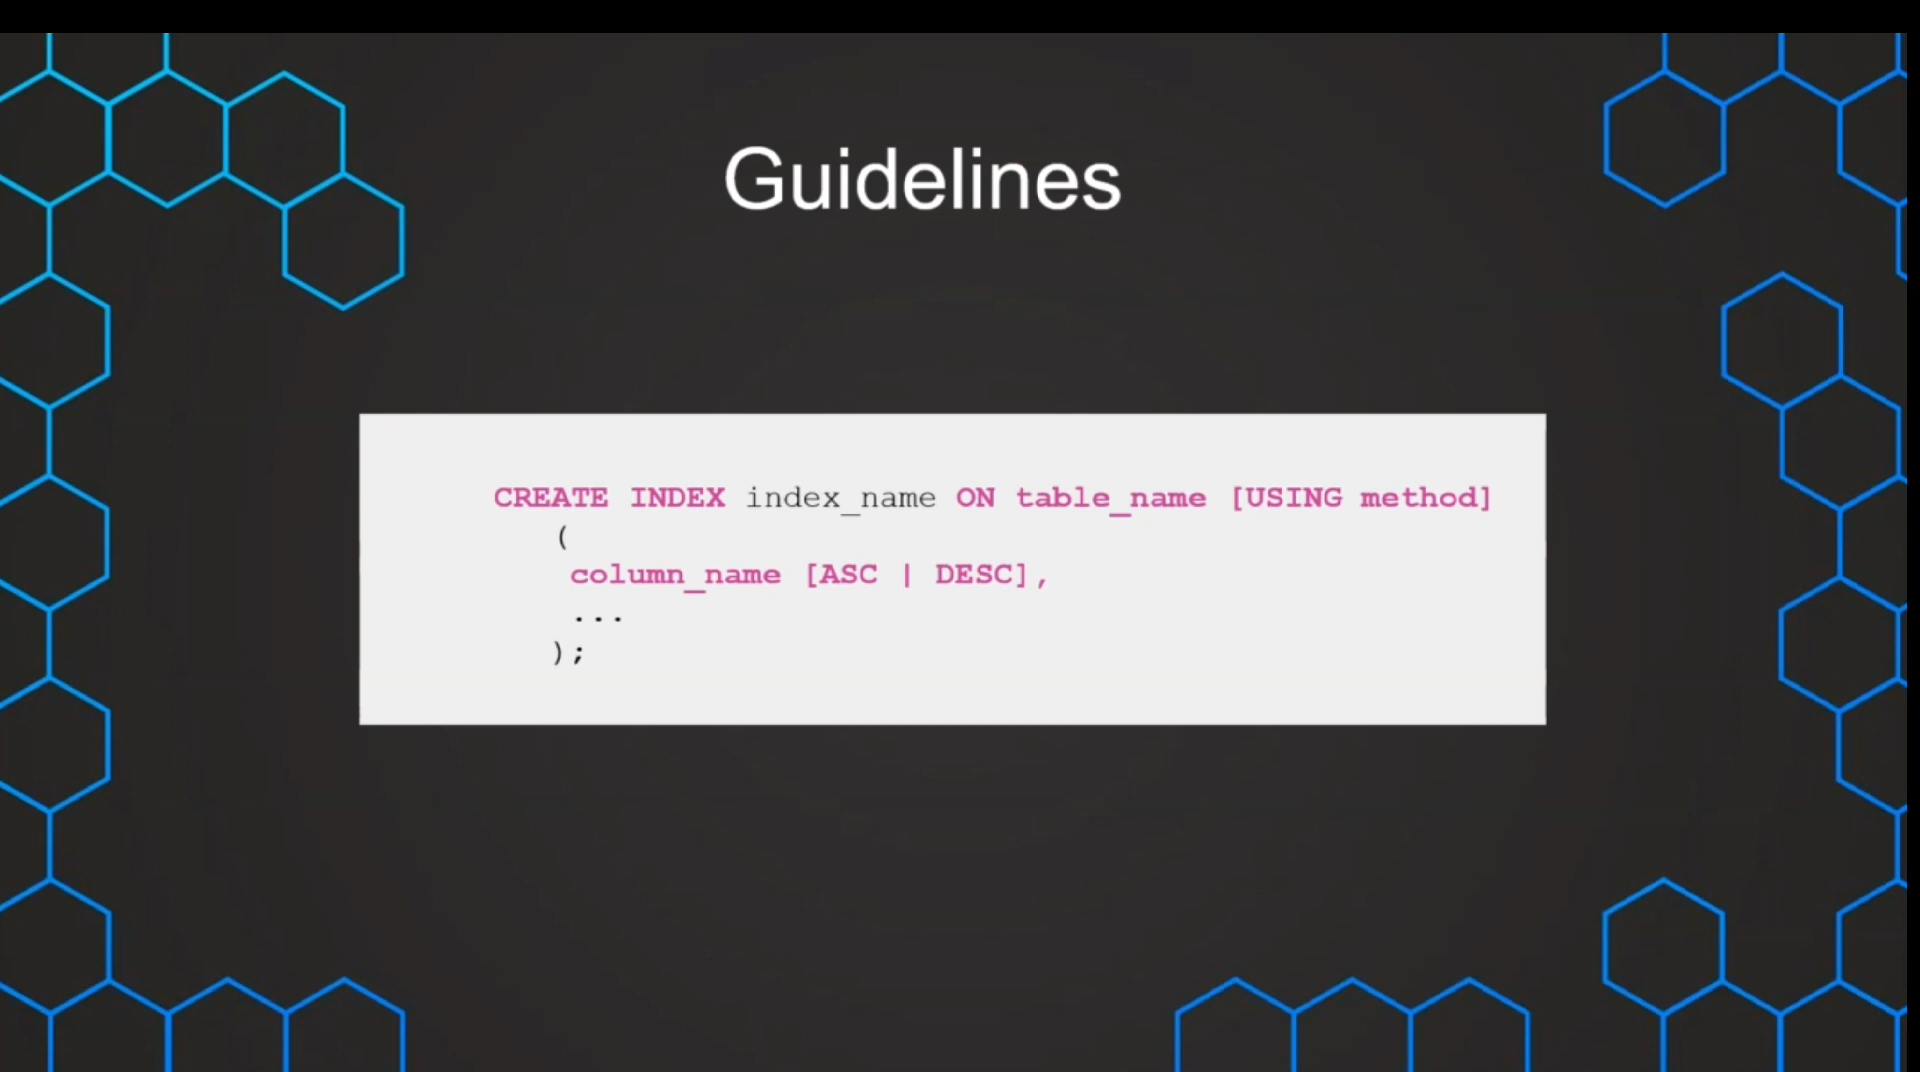 Guidelines
CREATE INDEX index_name ON table_name [USING method]
(
column_name [ASC | DESC],
...
);